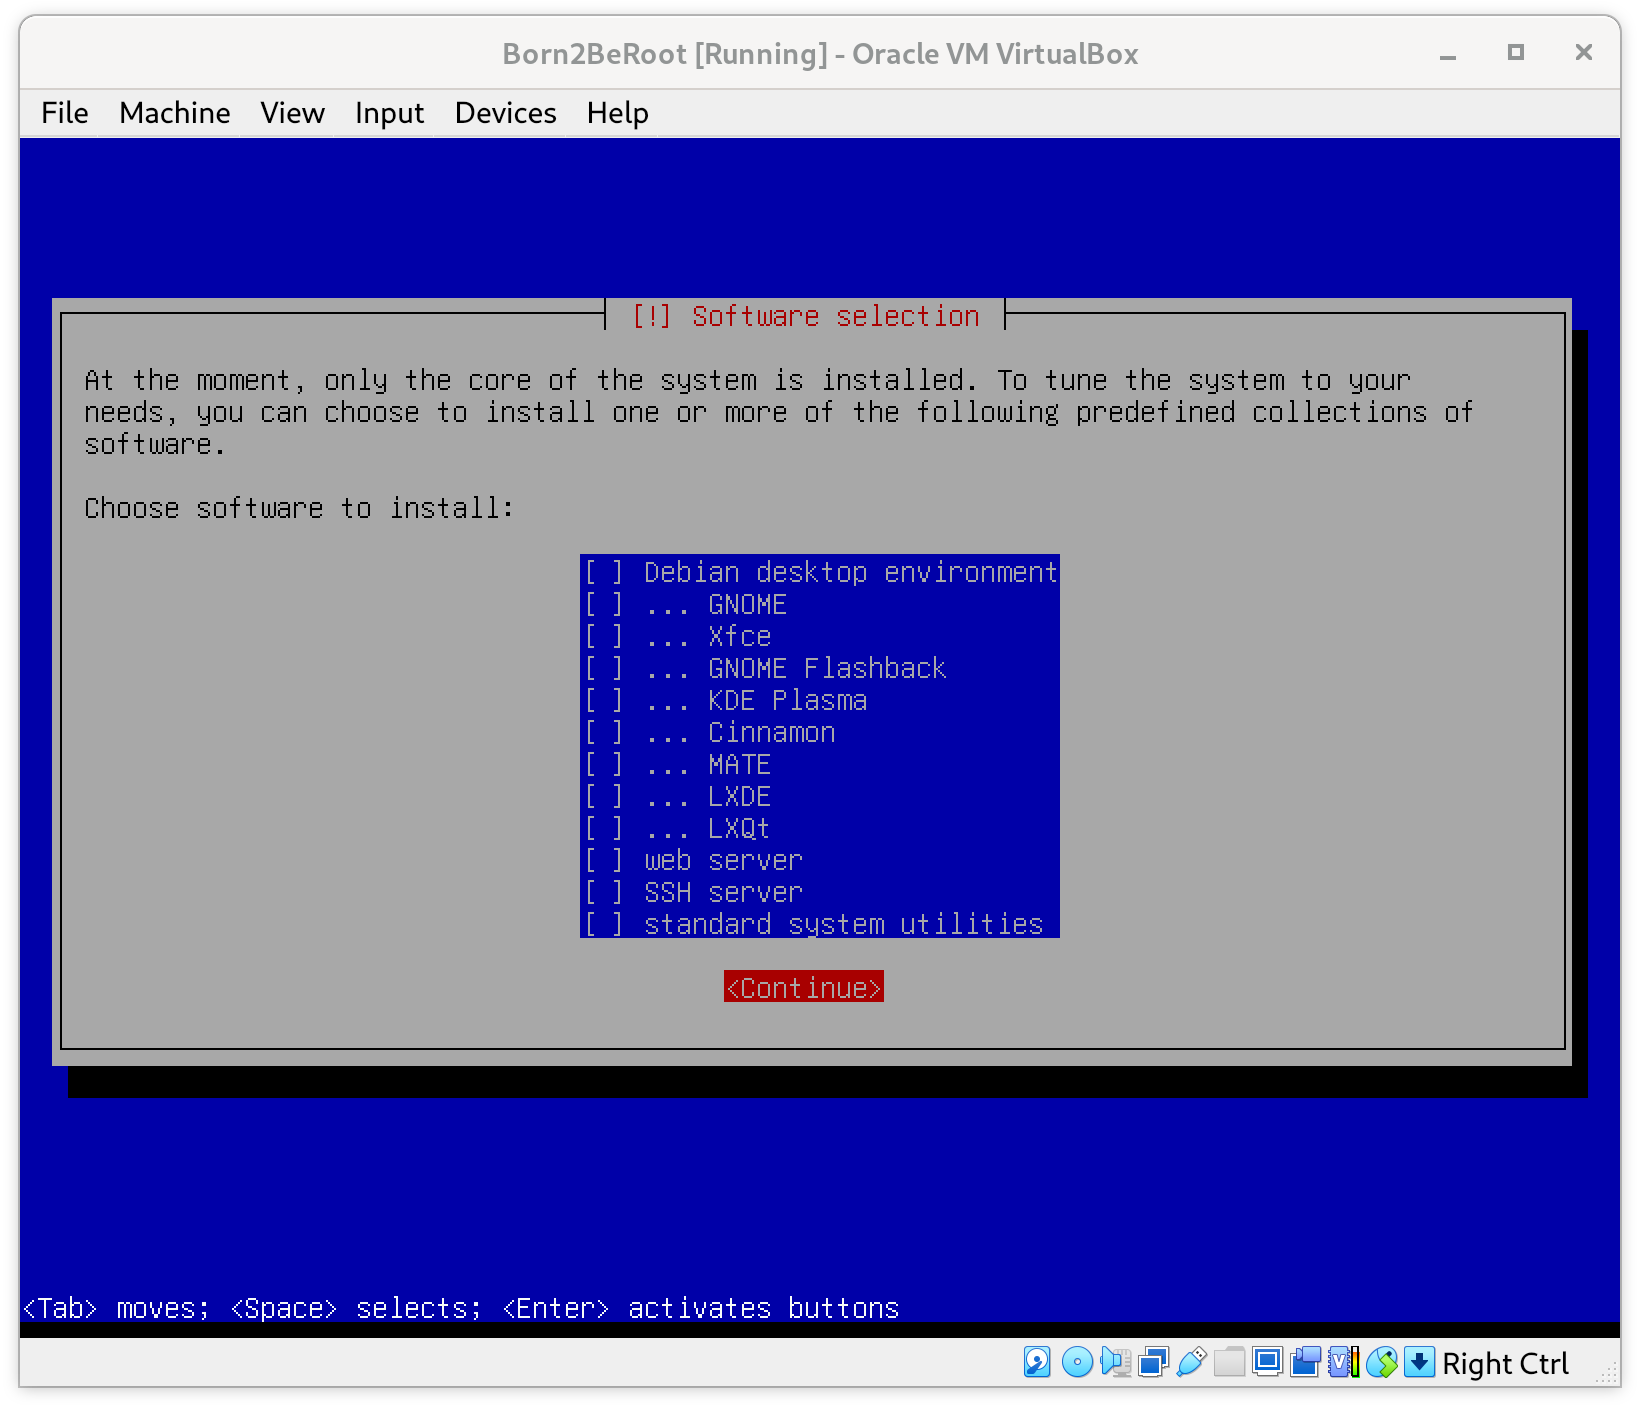 Born2BeRoot [Running] - Oracle VM VirtualBox
File Machine View Input Devices Help
[!] Software selection
At the moment, only the core of the system is installed. To tune the system to your
needs, you can choose to install one or more of the following predefined collections of
software.
Choose software to install:
[ ] Debian desktop environment
[ ] ... GNOME
[ ] ... Xfce
[ ] ... GNOME Flashback
[ ] ... KDE Plasma
[ ] ... Cinnamon
[ ] ... MATE
[ ] ... LXDE
[ ] ... LXQt
[ ] web server
[ ] SSH server
[ ] standard system utilities
<Continue>
<Tab> moves; <Space> selects; <Enter> activates buttons
Right Ctrl